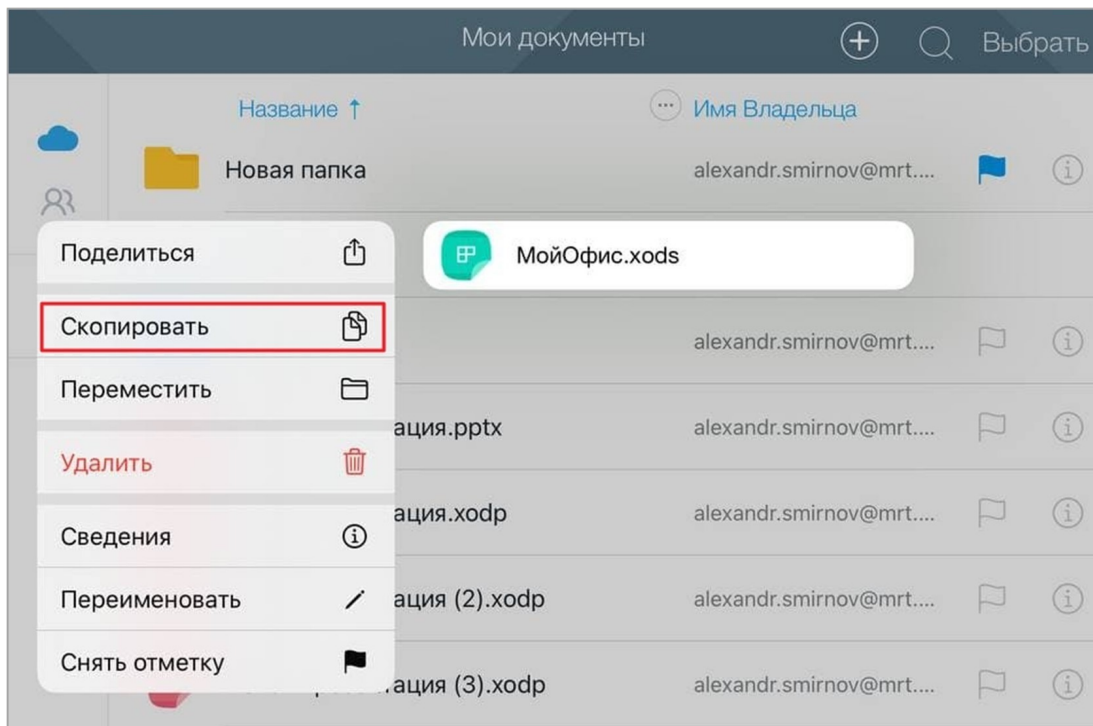 Мои документы
Выбрать
Название ↑
Имя Владельца
Новая папка
alexandr.smirnov@mrt....
Поделиться
МойОфис.xods
Скопировать
alexandr.smirnov@mrt....
Переместить
ация.pptx
alexandr.smirnov@mrt....
Удалить
ация.xodp
alexandr.smirnov@mrt....
Сведения
Переименовать
ация (2).xodp
alexandr.smirnov@mrt....
Снять отметку
ация (3).xodp
alexandr.smirnov@mrt....